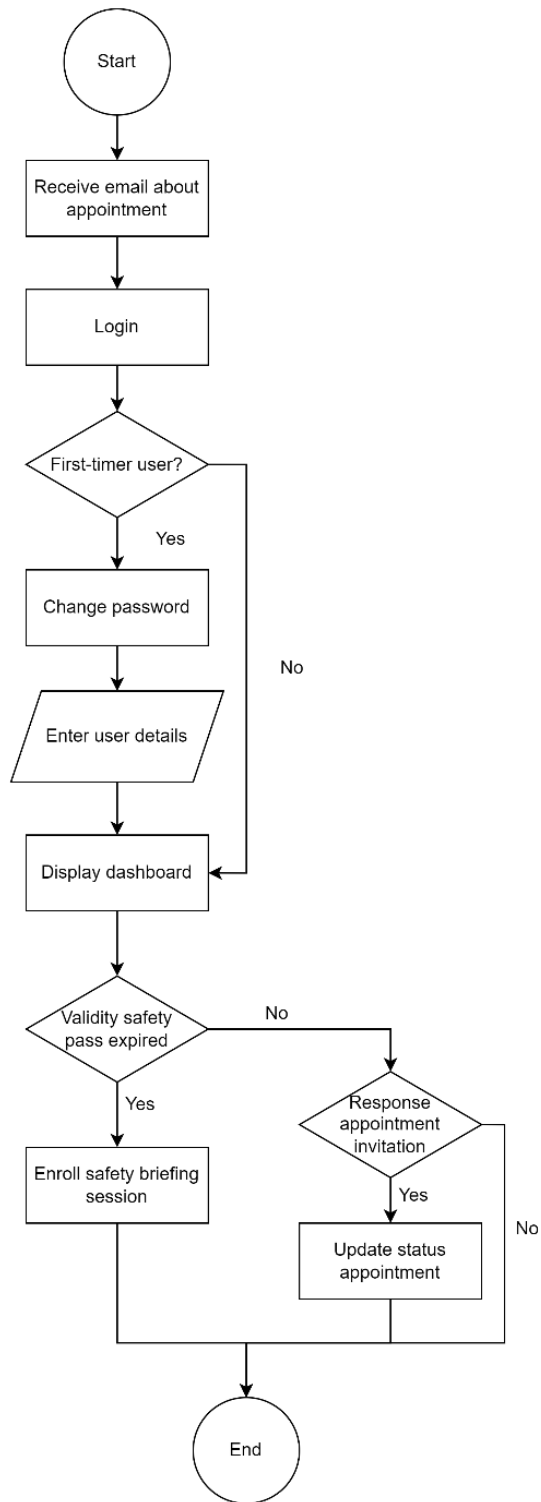 Start
Receive email about
appointment
Login
First-timer user?
Yes
Change password
No
Enter user details
Display dashboard
Validity safety
pass expired
No
Yes
Response
appointment
invitation
Enroll safety briefing
session
Yes
No
Update status
appointment
End